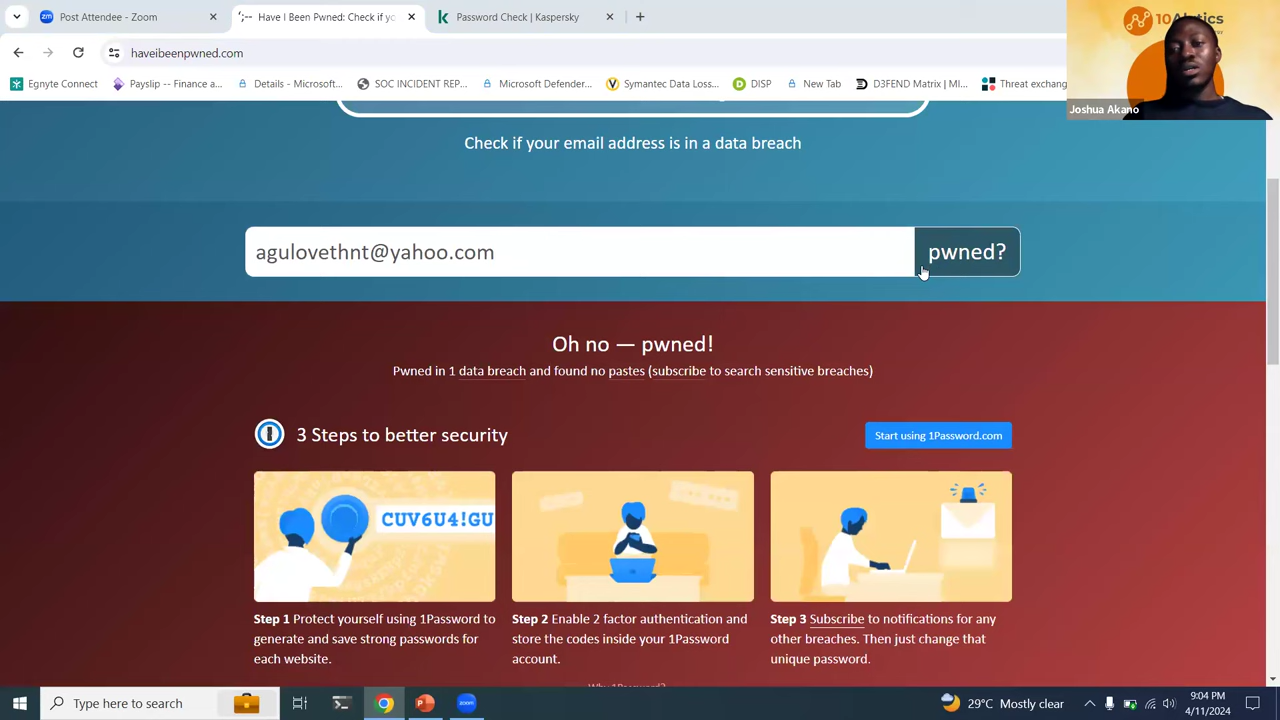 Post Attendee - Zoom
Have I Been Pwned: Check if yo
Password Check | Kaspersky
haveibeenpwned.com
Egnyte Connect
Payslip -- Finance a...
Details - Microsoft...
SOC INCIDENT REP...
Microsoft Defender...
Symantec Data Loss...
DISP
New Tab
D3FEND Matrix | MI...
Threat exchang
10Alytics
Joshua Akano
Check if your email address is in a data breach
agulovethnt@yahoo.com
pwned?
Oh no — pwned!
Pwned in 1 data breach and found no pastes (subscribe to search sensitive breaches)
3 Steps to better security
Start using 1Password.com
CUV6U4!GU
Step 1 Protect yourself using 1Password to
generate and save strong passwords for
each website.
Step 2 Enable 2 factor authentication and
store the codes inside your 1Password
account.
Step 3 Subscribe to notifications for any
other breaches. Then just change that
unique password.
Why 1Password?
Type here to search
29°C Mostly clear
9:04 PM
4/11/2024